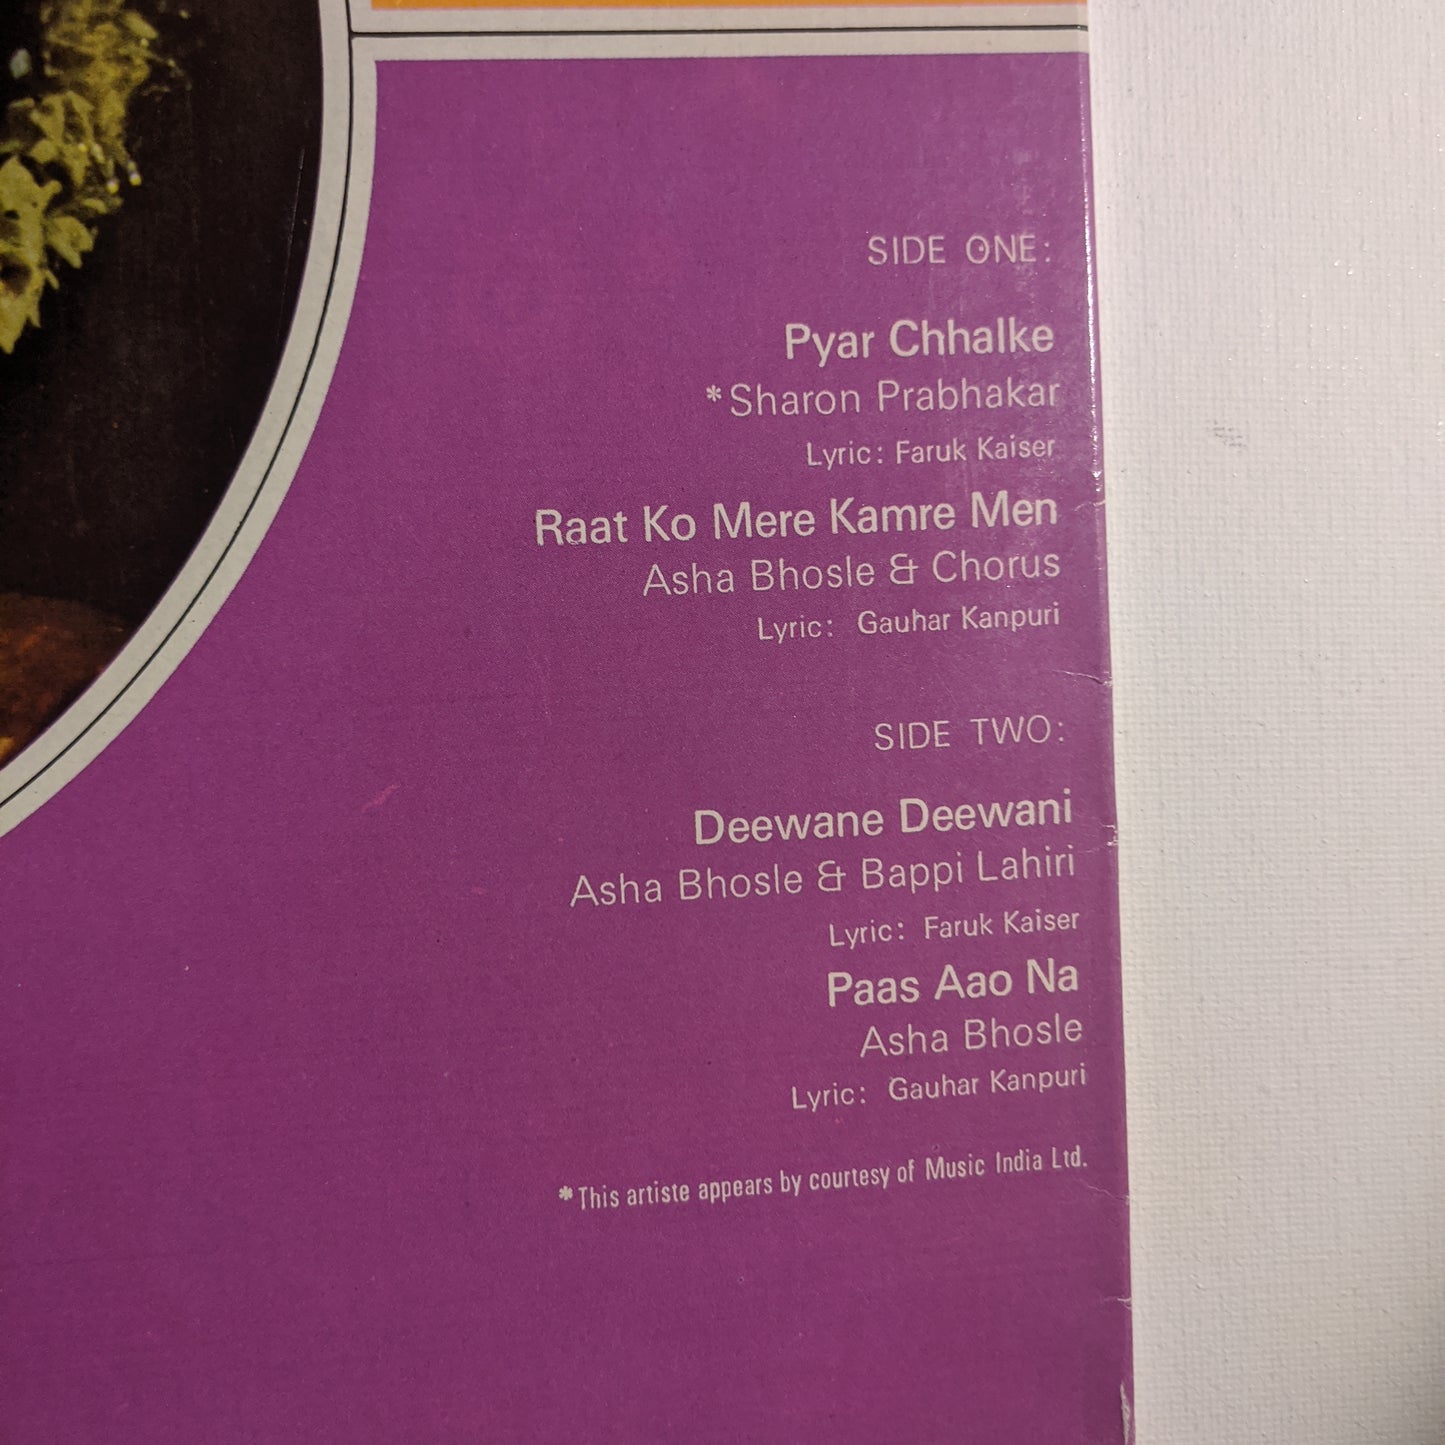 SIDE ONE:
Pyar Chhalke
*Sharon Prabhakar
Lyric: Faruk Kaiser
Raat Ko Mere Kamre Men
Asha Bhosle & Chorus
Lyric: Gauhar Kanpuri
SIDE TWO:
Deewane Deewani
Asha Bhosle & Bappi Lahiri
Lyric: Faruk Kaiser
Paas Aao Na
Asha Bhosle
Lyric: Gauhar Kanpuri
*This artiste appears by courtesy of Music India Ltd.